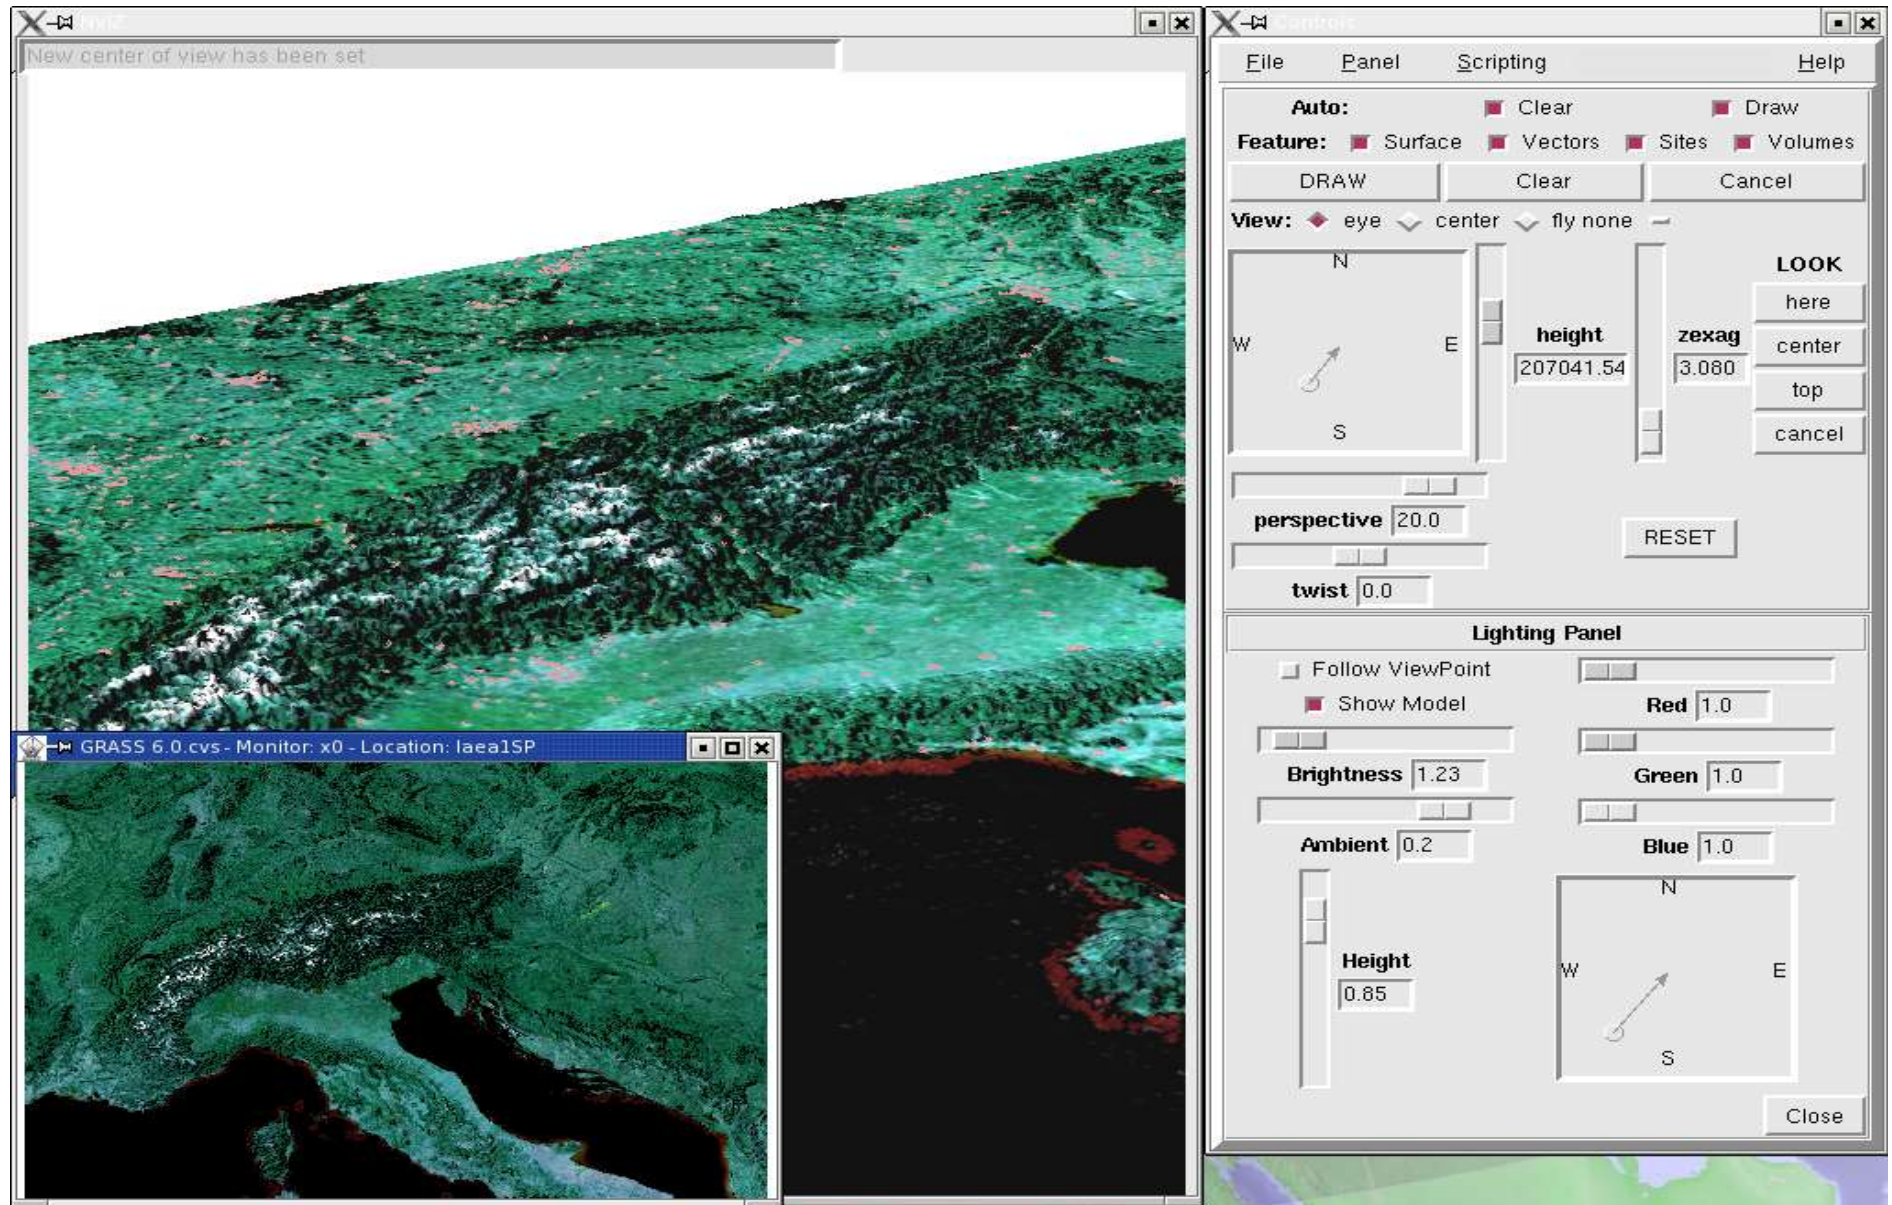 NVIZ
New center of view has been set
GRASS 6.0.cvs - Monitor: x0 - Location: laea1SP
Controls
File Panel Scripting Help
Auto: Clear Draw
Feature: Surface Vectors Sites Volumes
DRAW Clear Cancel
View: eye center fly none
N
W E
S
height
207041.54
zexag
3.080
LOOK
here
center
top
cancel
perspective 20.0
twist 0.0
RESET
Lighting Panel
Follow ViewPoint
Show Model
Red 1.0
Brightness 1.23
Green 1.0
Ambient 0.2
Blue 1.0
Height
0.85
N
W E
S
Close